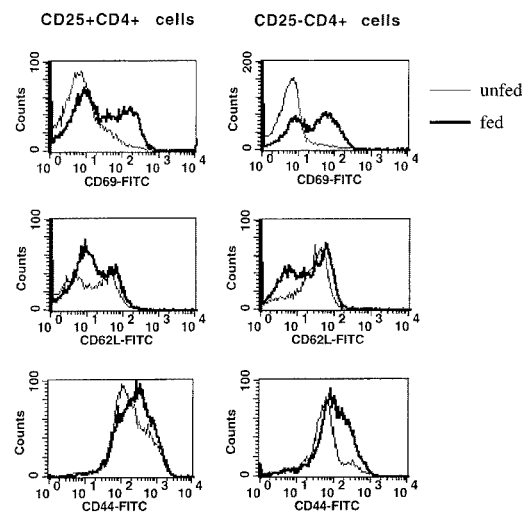 CD25+CD4+ cells
CD25-CD4+ cells
unfed
fed
Counts
100
0
10^0 10^1 10^2 10^3 10^4
CD69-FITC
Counts
200
0
10^0 10^1 10^2 10^3 10^4
CD69-FITC
Counts
100
0
10^0 10^1 10^2 10^3 10^4
CD62L-FITC
Counts
100
0
10^0 10^1 10^2 10^3 10^4
CD62L-FITC
Counts
100
0
10^0 10^1 10^2 10^3 10^4
CD44-FITC
Counts
100
0
10^0 10^1 10^2 10^3 10^4
CD44-FITC